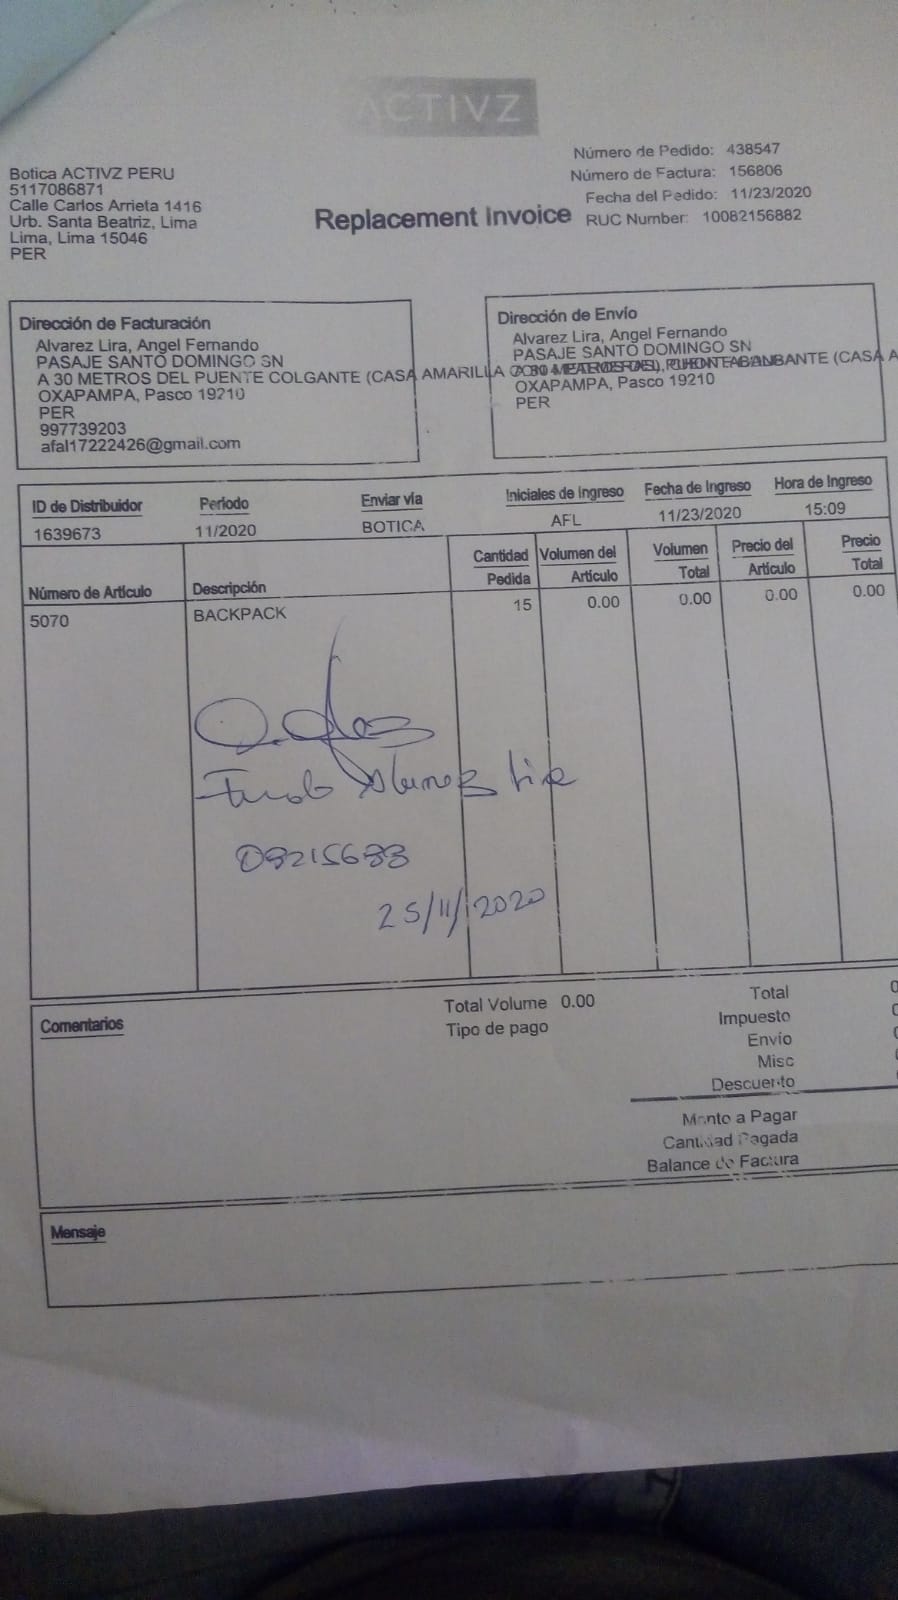 ACTIVZ
Botica ACTIVZ PERU
5117086871
Calle Carlos Arrieta 1416
Urb. Santa Beatriz, Lima
Lima, Lima 15046
PER
Replacement Invoice
Número de Pedido: 438547
Número de Factura: 156806
Fecha del Pedido: 11/23/2020
RUC Number: 10082156882
Dirección de Facturación
Alvarez Lira, Angel Fernando
PASAJE SANTO DOMINGO SN
A 30 METROS DEL PUENTE COLGANTE (CASA AMARILLA
OXAPAMPA, Pasco 19210
PER
997739203
afal17222426@gmail.com
Dirección de Envío
Alvarez Lira, Angel Fernando
PASAJE SANTO DOMINGO SN
(CASA A
OXAPAMPA, Pasco 19210
PER
ID de Distribuidor Periodo Enviar vía Iniciales de Ingreso Fecha de Ingreso Hora de Ingreso
1639673 11/2020 BOTICA AFL 11/23/2020 15:09
Número de Artículo Descripción Cantidad Pedida Volumen del Artículo Volumen Total Precio del Artículo Precio Total
5070 BACKPACK 15 0.00 0.00 0.00 0.00
25/11/2020
Comentarios
Total Volume 0.00
Tipo de pago
Total
Impuesto
Envío
Misc
Descuento
Monto a Pagar
Cantidad Pagada
Balance de Factura
Mensaje